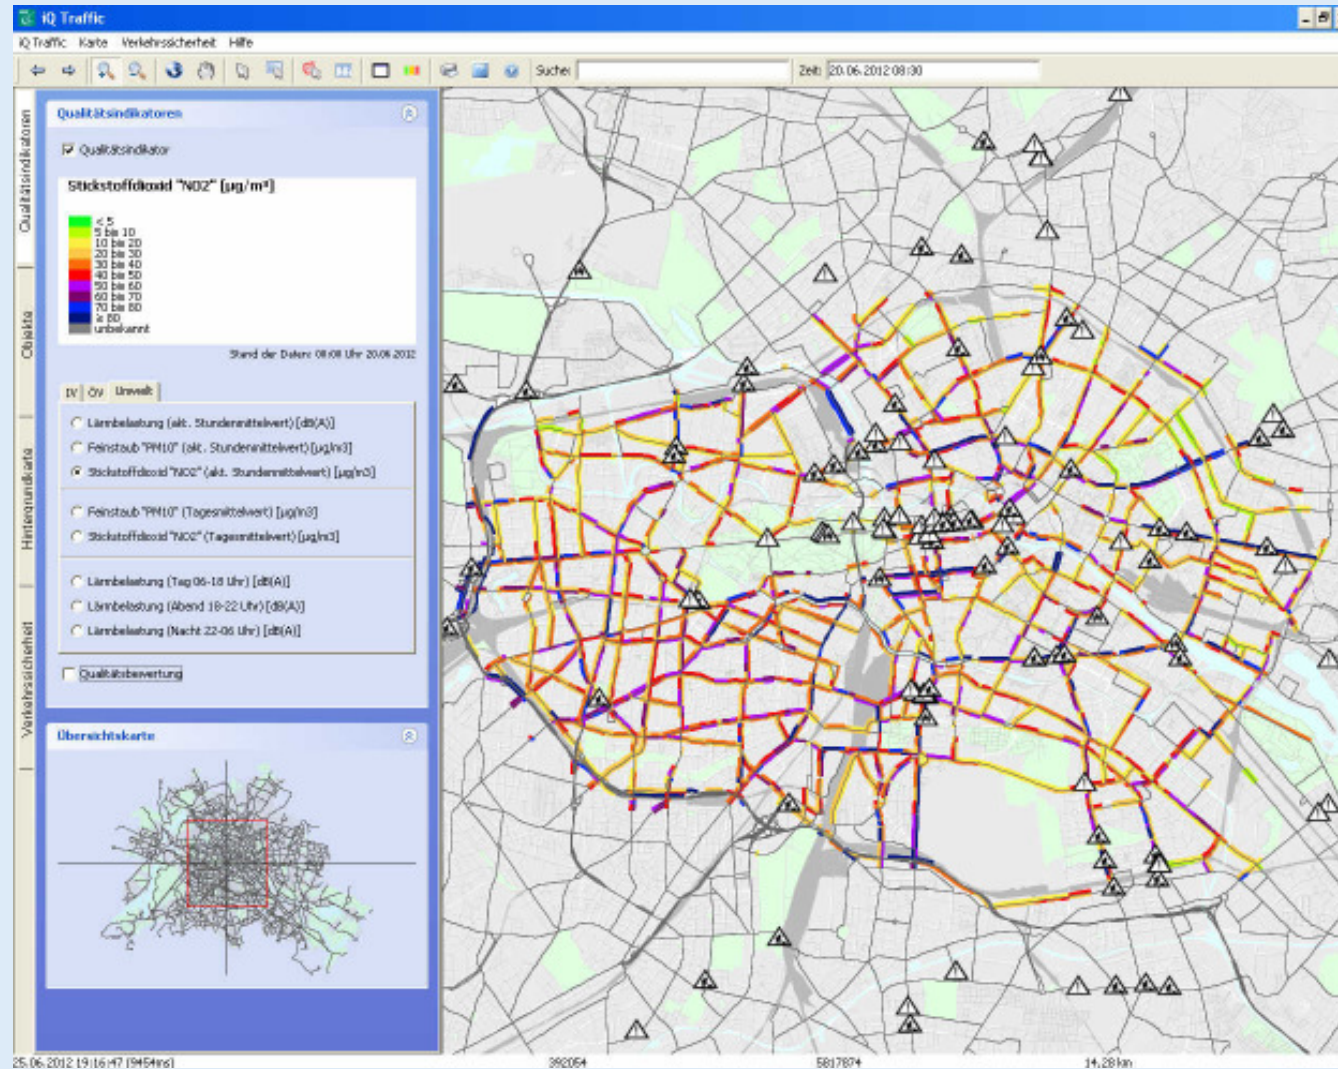 iQ Traffic
iQ Traffic Karte Verkehrssicherheit Hilfe
Suche: Zeit: 20.06.2012 08:30
Qualitätsindikatoren
Objekte
Hintergrundkarte
Verkehrssicherheit
Qualitätsindikatoren
Qualitätsindikator
Stickstoffdioxid "NO2" [µg/m³]
< 5
5 bis 10
10 bis 20
20 bis 30
30 bis 40
40 bis 50
50 bis 60
60 bis 70
70 bis 80
≥ 80
unbekannt
Stand der Daten: 08:00 Uhr 20.06.2012
IV ÖV Umwelt
Lärmbelastung (akt. Stundenmittelwert) [dB(A)]
Feinstaub "PM10" (akt. Stundenmittelwert) [µg/m3]
Stickstoffdioxid "NO2" (akt. Stundenmittelwert) [µg/m3]
Feinstaub "PM10" (Tagesmittelwert) [µg/m3]
Stickstoffdioxid "NO2" (Tagesmittelwert) [µg/m3]
Lärmbelastung (Tag 06-18 Uhr) [dB(A)]
Lärmbelastung (Abend 18-22 Uhr) [dB(A)]
Lärmbelastung (Nacht 22-06 Uhr) [dB(A)]
Qualitätsbewertung
Übersichtskarte
25.06.2012 19:16:47 (9454ms) 392054 5817874 14,28 km